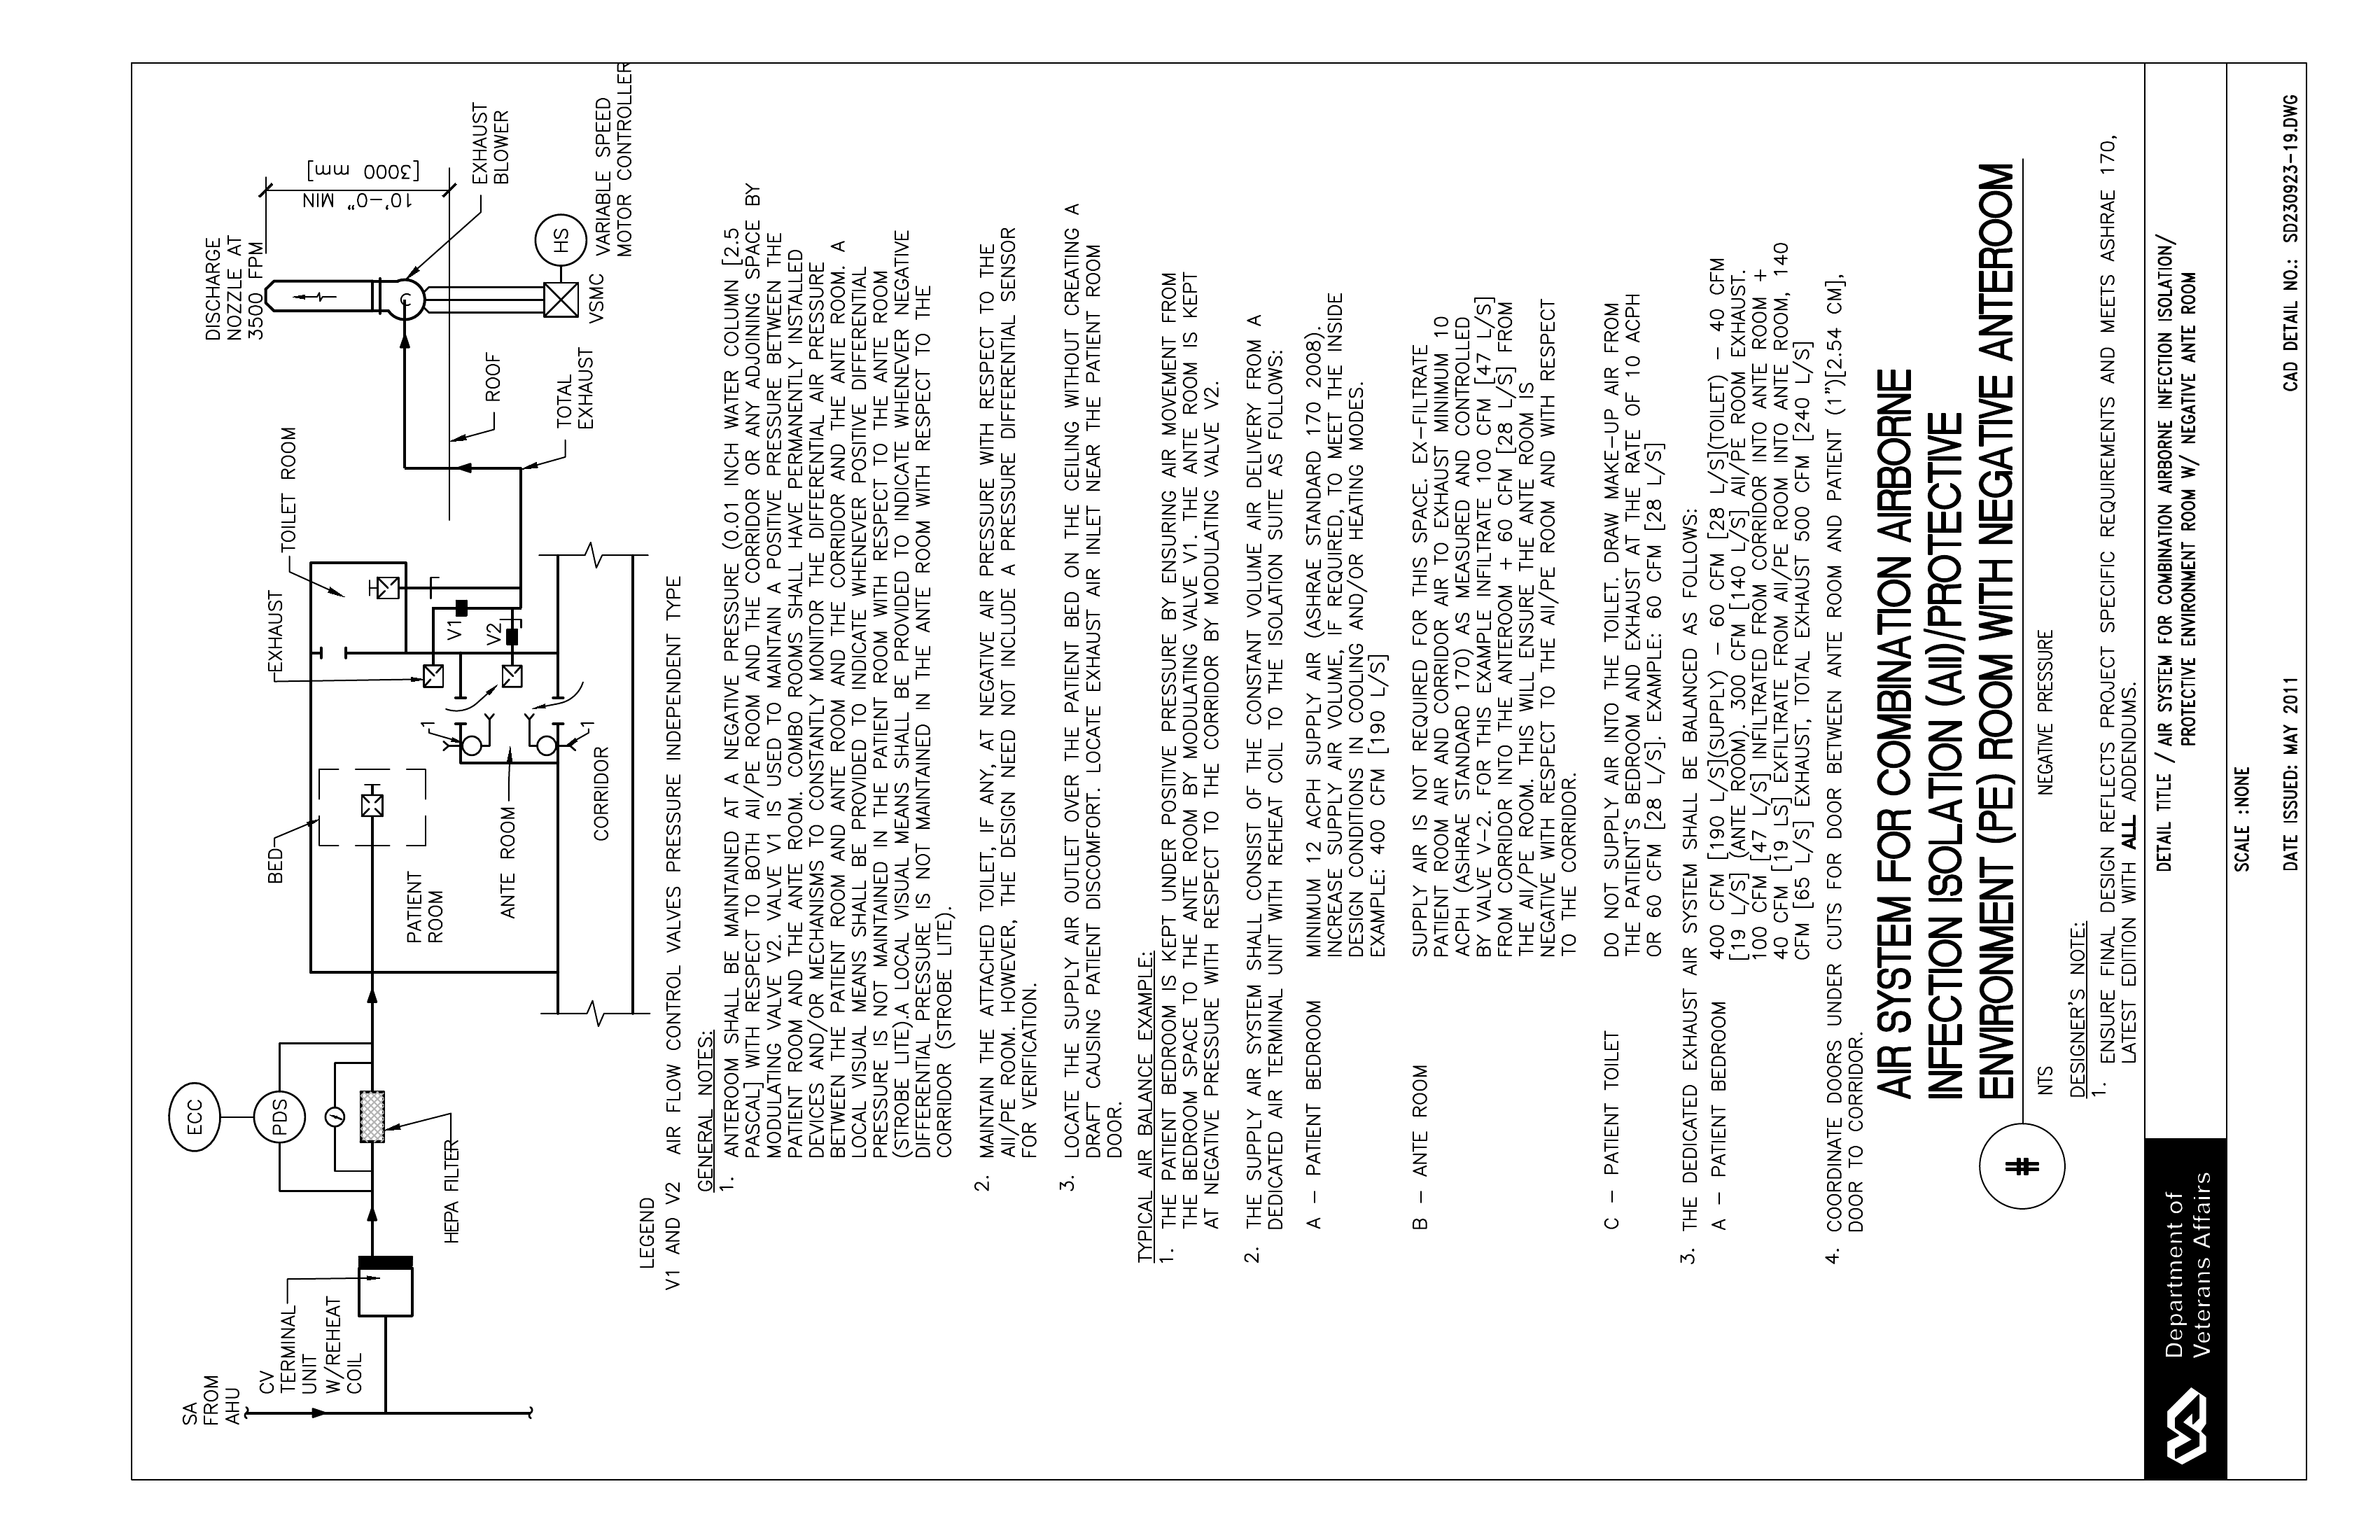 SA
FROM
AHU
CV
TERMINAL
UNIT
W/REHEAT
COIL
ECC
PDS
HEPA FILTER
BED
PATIENT
ROOM
ANTE ROOM
CORRIDOR
1
1
EXHAUST
TOILET ROOM
V1
V2
ROOF
TOTAL
EXHAUST
DISCHARGE
NOZZLE AT
3500 FPM
10'-0" MIN
[3000 mm]
EXHAUST
BLOWER
VSMC
HS
VARIABLE SPEED
MOTOR CONTROLLER
LEGEND
V1 AND V2 AIR FLOW CONTROL VALVES PRESSURE INDEPENDENT TYPE
GENERAL NOTES:
1. ANTEROOM SHALL BE MAINTAINED AT A NEGATIVE PRESSURE (0.01 INCH WATER COLUMN [2.5
PASCAL] WITH RESPECT TO BOTH AII/PE ROOM AND THE CORRIDOR OR ANY ADJOINING SPACE BY
MODULATING VALVE V2. VALVE V1 IS USED TO MAINTAIN A POSITIVE PRESSURE BETWEEN THE
PATIENT ROOM AND THE ANTE ROOM. COMBO ROOMS SHALL HAVE PERMANENTLY INSTALLED
DEVICES AND/OR MECHANISMS TO CONSTANTLY MONITOR THE DIFFERENTIAL AIR PRESSURE
BETWEEN THE PATIENT ROOM AND ANTE ROOM AND THE CORRIDOR AND THE ANTE ROOM. A
LOCAL VISUAL MEANS SHALL BE PROVIDED TO INDICATE WHENEVER POSITIVE DIFFERENTIAL
PRESSURE IS NOT MAINTAINED IN THE PATIENT ROOM WITH RESPECT TO THE ANTE ROOM
(STROBE LITE).A LOCAL VISUAL MEANS SHALL BE PROVIDED TO INDICATE WHENEVER NEGATIVE
DIFFERENTIAL PRESSURE IS NOT MAINTAINED IN THE ANTE ROOM WITH RESPECT TO THE
CORRIDOR (STROBE LITE).
2. MAINTAIN THE ATTACHED TOILET, IF ANY, AT NEGATIVE AIR PRESSURE WITH RESPECT TO THE
AII/PE ROOM. HOWEVER, THE DESIGN NEED NOT INCLUDE A PRESSURE DIFFERENTIAL SENSOR
FOR VERIFICATION.
3. LOCATE THE SUPPLY AIR OUTLET OVER THE PATIENT BED ON THE CEILING WITHOUT CREATING A
DRAFT CAUSING PATIENT DISCOMFORT. LOCATE EXHAUST AIR INLET NEAR THE PATIENT ROOM
DOOR.
TYPICAL AIR BALANCE EXAMPLE:
1. THE PATIENT BEDROOM IS KEPT UNDER POSITIVE PRESSURE BY ENSURING AIR MOVEMENT FROM
THE BEDROOM SPACE TO THE ANTE ROOM BY MODULATING VALVE V1. THE ANTE ROOM IS KEPT
AT NEGATIVE PRESSURE WITH RESPECT TO THE CORRIDOR BY MODULATING VALVE V2.
2. THE SUPPLY AIR SYSTEM SHALL CONSIST OF THE CONSTANT VOLUME AIR DELIVERY FROM A
DEDICATED AIR TERMINAL UNIT WITH REHEAT COIL TO THE ISOLATION SUITE AS FOLLOWS:
A – PATIENT BEDROOM MINIMUM 12 ACPH SUPPLY AIR (ASHRAE STANDARD 170 2008).
INCREASE SUPPLY AIR VOLUME, IF REQUIRED, TO MEET THE INSIDE
DESIGN CONDITIONS IN COOLING AND/OR HEATING MODES.
EXAMPLE: 400 CFM [190 L/S]
B – ANTE ROOM SUPPLY AIR IS NOT REQUIRED FOR THIS SPACE. EX-FILTRATE
PATIENT ROOM AIR AND CORRIDOR AIR TO EXHAUST MINIMUM 10
ACPH (ASHRAE STANDARD 170) AS MEASURED AND CONTROLLED
BY VALVE V-2. FOR THIS EXAMPLE INFILTRATE 100 CFM [47 L/S]
FROM CORRIDOR INTO THE ANTEROOM + 60 CFM [28 L/S] FROM
THE AII/PE ROOM. THIS WILL ENSURE THE ANTE ROOM IS
NEGATIVE WITH RESPECT TO THE AII/PE ROOM AND WITH RESPECT
TO THE CORRIDOR.
C – PATIENT TOILET DO NOT SUPPLY AIR INTO THE TOILET. DRAW MAKE-UP AIR FROM
THE PATIENT'S BEDROOM AND EXHAUST AT THE RATE OF 10 ACPH
OR 60 CFM [28 L/S]. EXAMPLE: 60 CFM [28 L/S]
3. THE DEDICATED EXHAUST AIR SYSTEM SHALL BE BALANCED AS FOLLOWS:
A – PATIENT BEDROOM 400 CFM [190 L/S](SUPPLY) – 60 CFM [28 L/S](TOILET) – 40 CFM
[19 L/S] (ANTE ROOM). 300 CFM [140 L/S] AII/PE ROOM EXHAUST.
100 CFM [47 L/S] INFILTRATED FROM CORRIDOR INTO ANTE ROOM +
40 CFM [19 LS] EXFILTRATE FROM AII/PE ROOM INTO ANTE ROOM, 140
CFM [65 L/S] EXHAUST, TOTAL EXHAUST 500 CFM [240 L/S]
4. COORDINATE DOORS UNDER CUTS FOR DOOR BETWEEN ANTE ROOM AND PATIENT (1")[2.54 CM],
DOOR TO CORRIDOR.
AIR SYSTEM FOR COMBINATION AIRBORNE
INFECTION ISOLATION (AII)/PROTECTIVE
ENVIRONMENT (PE) ROOM WITH NEGATIVE ANTEROOM
#
NTS NEGATIVE PRESSURE
DESIGNER'S NOTE:
1. ENSURE FINAL DESIGN REFLECTS PROJECT SPECIFIC REQUIREMENTS AND MEETS ASHRAE 170,
LATEST EDITION WITH ALL ADDENDUMS.
Department of
Veterans Affairs
DETAIL TITLE / AIR SYSTEM FOR COMBINATION AIRBORNE INFECTION ISOLATION/
PROTECTIVE ENVIRONMENT ROOM W/ NEGATIVE ANTE ROOM
SCALE :NONE
DATE ISSUED: MAY 2011 CAD DETAIL NO.: SD230923-19.DWG